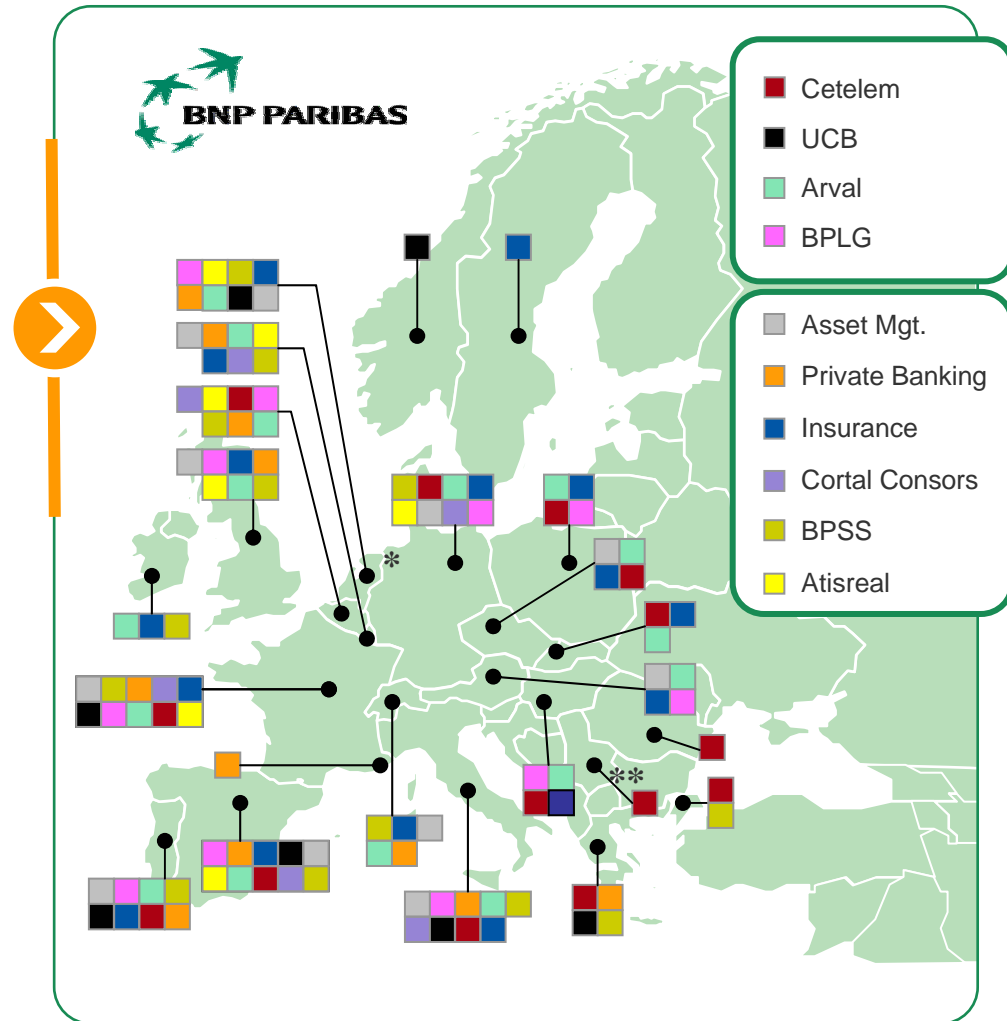 BNP PARIBAS
Cetelem
UCB
Arval
BPLG
Asset Mgt.
Private Banking
Insurance
Cortal Consors
BPSS
Atisreal
*
**